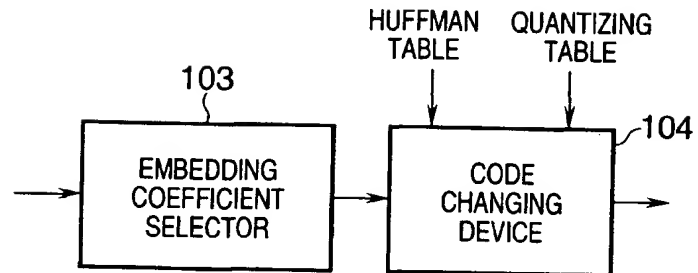 HUFFMAN
TABLE
QUANTIZING
TABLE
103
104
EMBEDDING
COEFFICIENT
SELECTOR
CODE
CHANGING
DEVICE